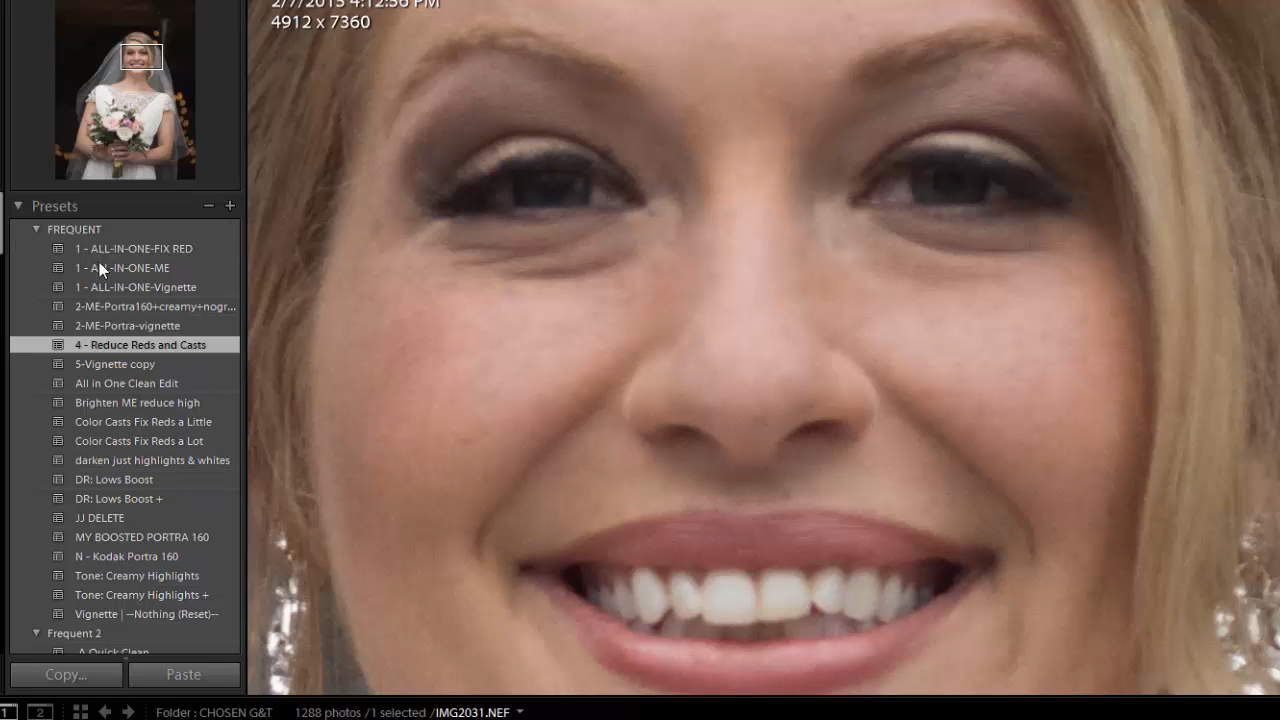 2/7/2015 4:12:56 PM
4912 x 7360
Presets
FREQUENT
1 - ALL-IN-ONE-FIX RED
1 - ALL-IN-ONE-ME
1 - ALL-IN-ONE-Vignette
2-ME-Portra160+creamy+nogr...
2-ME-Portra-vignette
4 - Reduce Reds and Casts
5-Vignette copy
All in One Clean Edit
Brighten ME reduce high
Color Casts Fix Reds a Little
Color Casts Fix Reds a Lot
darken just highlights & whites
DR: Lows Boost
DR: Lows Boost +
JJ DELETE
MY BOOSTED PORTRA 160
N - Kodak Portra 160
Tone: Creamy Highlights
Tone: Creamy Highlights +
Vignette | --Nothing (Reset)--
Frequent 2
A Quick Clean
Copy... Paste
1 2 Folder : CHOSEN G&T 1288 photos /1 selected /IMG2031.NEF